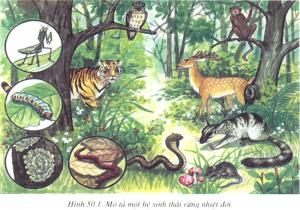 Hình 50.1. Mô tả một hệ sinh thái rừng nhiệt đới